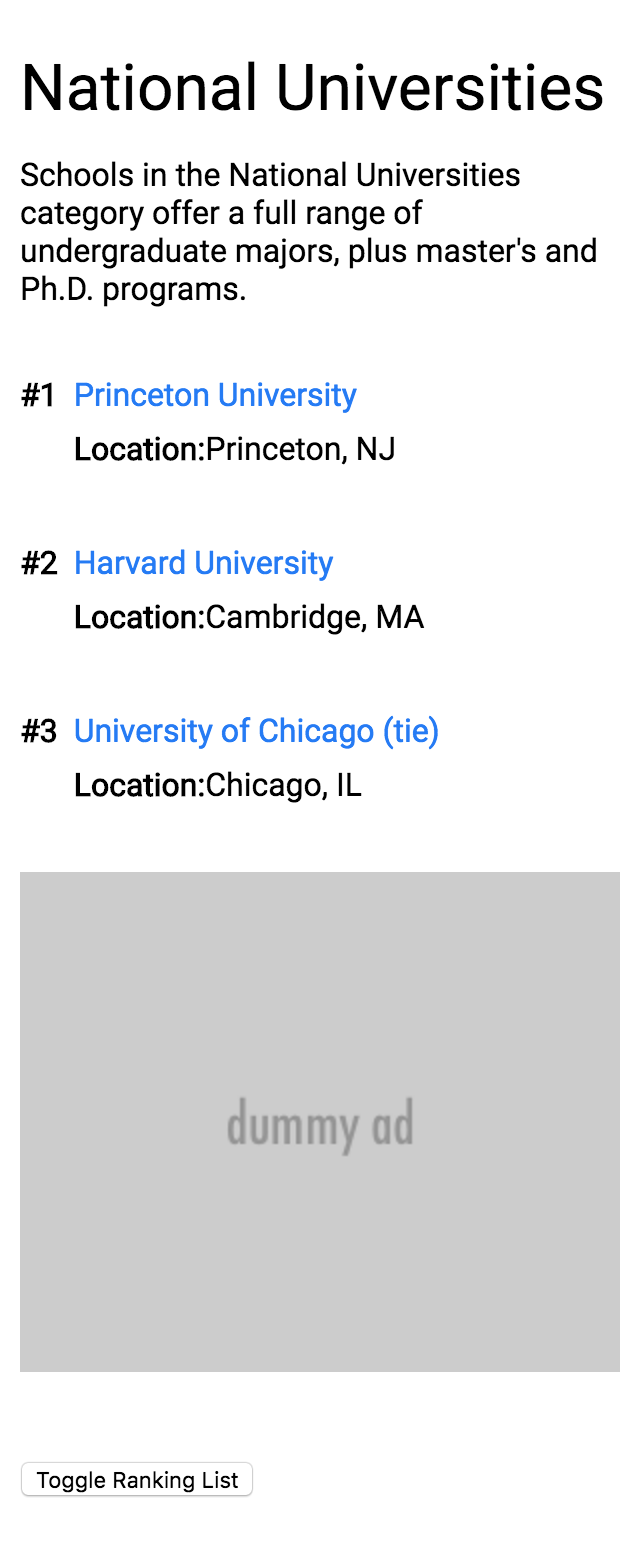 National Universities
Schools in the National Universities
category offer a full range of
undergraduate majors, plus master's and
Ph.D. programs.
#1 Princeton University
Location:Princeton, NJ
#2 Harvard University
Location:Cambridge, MA
#3 University of Chicago (tie)
Location:Chicago, IL
dummy ad
Toggle Ranking List